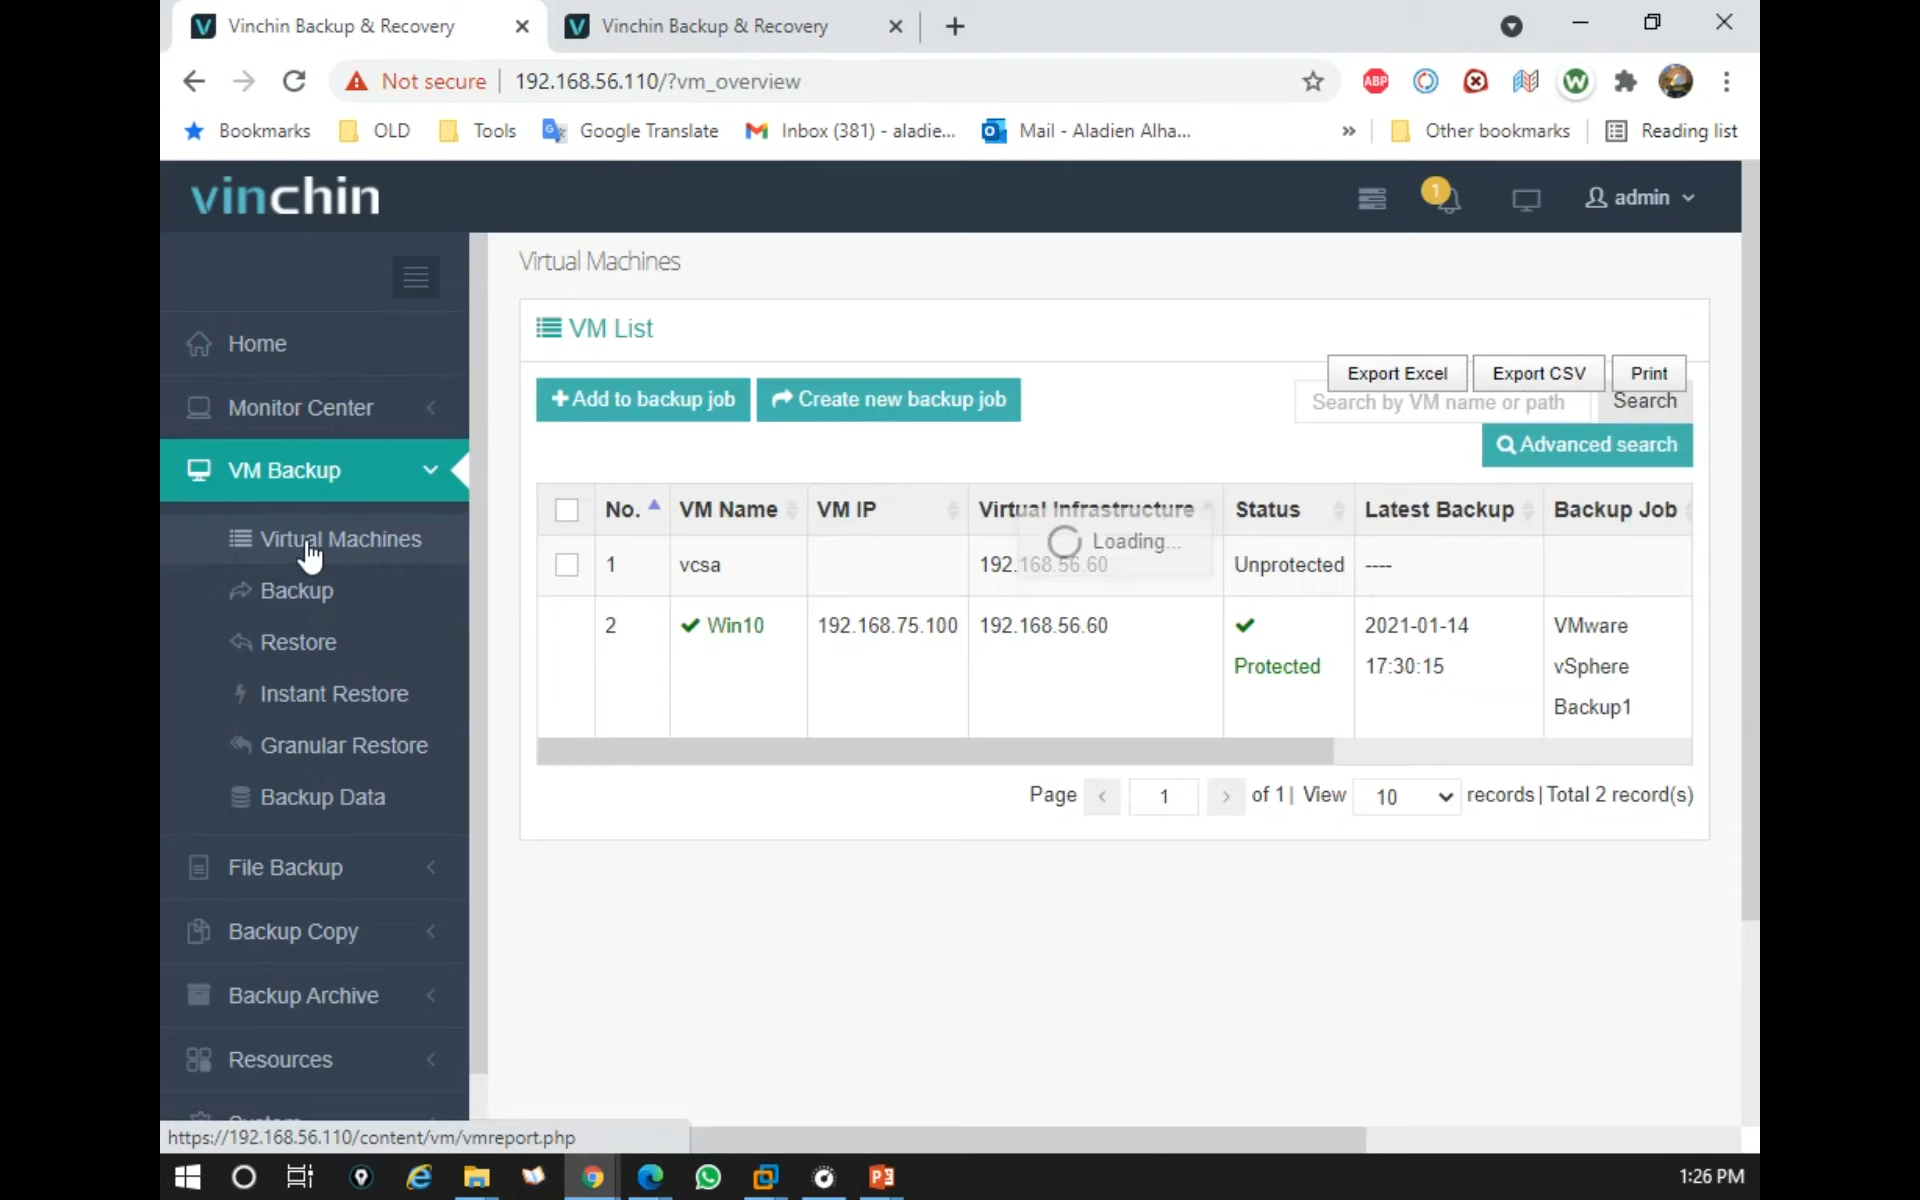 Vinchin Backup & Recovery
Vinchin Backup & Recovery
Not secure
192.168.56.110/?vm_overview
ABP
W
Bookmarks
OLD
Tools
Google Translate
Inbox (381) - aladie...
Mail - Aladien Alha...
»
Other bookmarks
Reading list
vinchin
1
admin
Home
Monitor Center
VM Backup
Virtual Machines
Backup
Restore
Instant Restore
Granular Restore
Backup Data
File Backup
Backup Copy
Backup Archive
Resources
System
Virtual Machines
VM List
Export Excel
Export CSV
Print
Add to backup job
Create new backup job
Search by VM name or path
Search
Advanced search
No. VM Name VM IP Virtual Infrastructure Status Latest Backup Backup Job
Loading...
1 vcsa 192.168.56.60 Unprotected ----
2 Win10 192.168.75.100 192.168.56.60 2021-01-14 VMware
Protected 17:30:15 vSphere
Backup1
Page < 1 > of 1 | View 10 records | Total 2 record(s)
https://192.168.56.110/content/vm/vmreport.php
1:26 PM